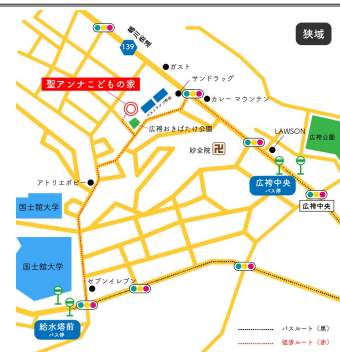 狭域
139
ガスト
サンドラッグ
聖アンナこどもの家
カレー マウンテン
広袴おきばたけ公園
LAWSON
広袴公園
妙全院
卍
広袴中央
バス停
アトリエポピー
広袴中央
国士舘大学
国士舘大学
セブンイレブン
給水塔前
バス停
バスルート（黒）
徒歩ルート（赤）